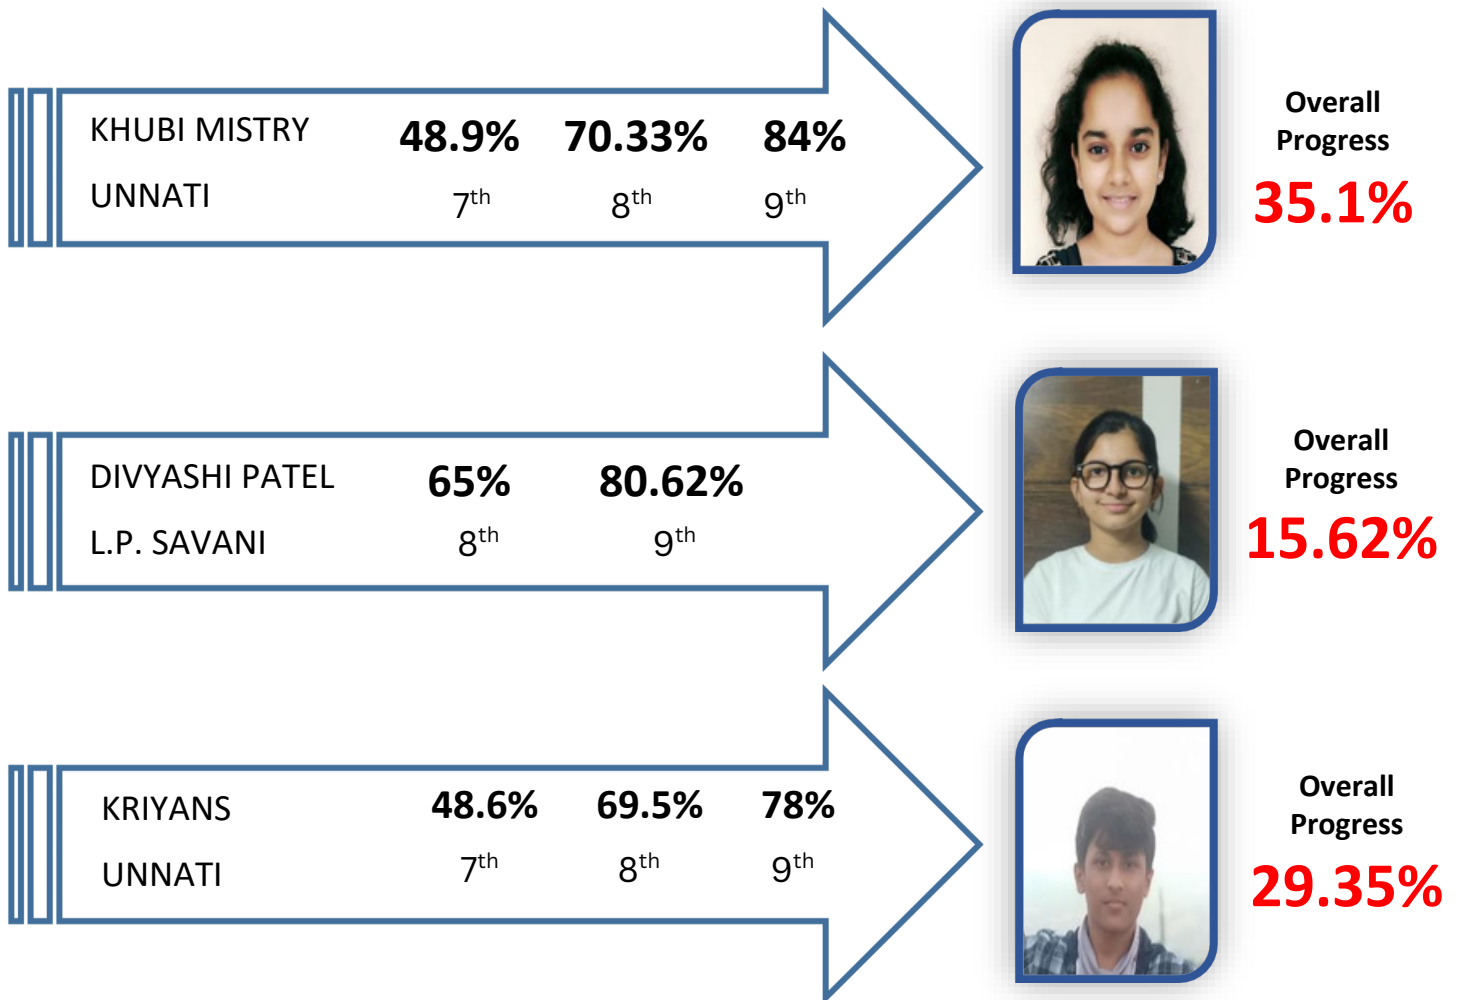 KHUBI MISTRY 48.9% 70.33% 84%
UNNATI 7th 8th 9th
Overall
Progress
35.1%
DIVYASHI PATEL 65% 80.62%
L.P. SAVANI 8th 9th
Overall
Progress
15.62%
KRIYANS 48.6% 69.5% 78%
UNNATI 7th 8th 9th
Overall
Progress
29.35%